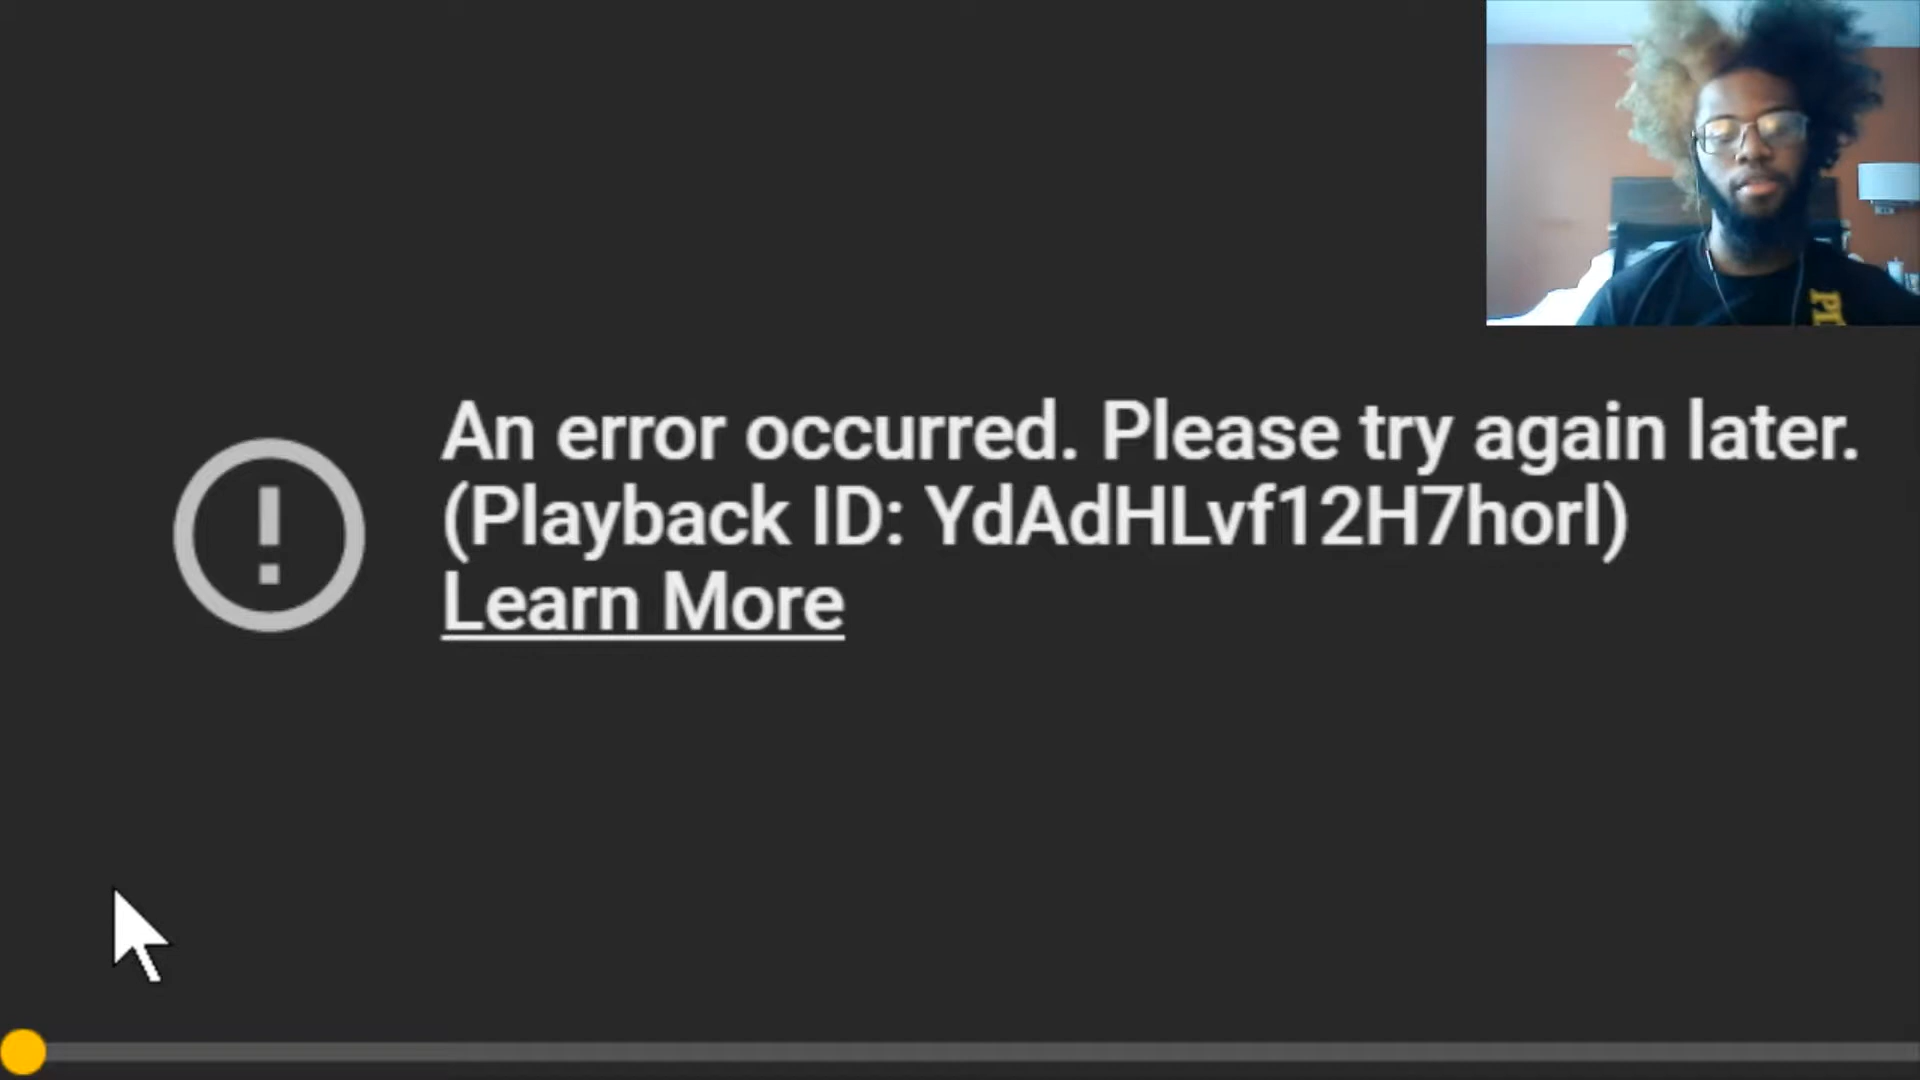 An error occurred. Please try again later.
(Playback ID: YdAdHLvf12H7horl)
Learn More